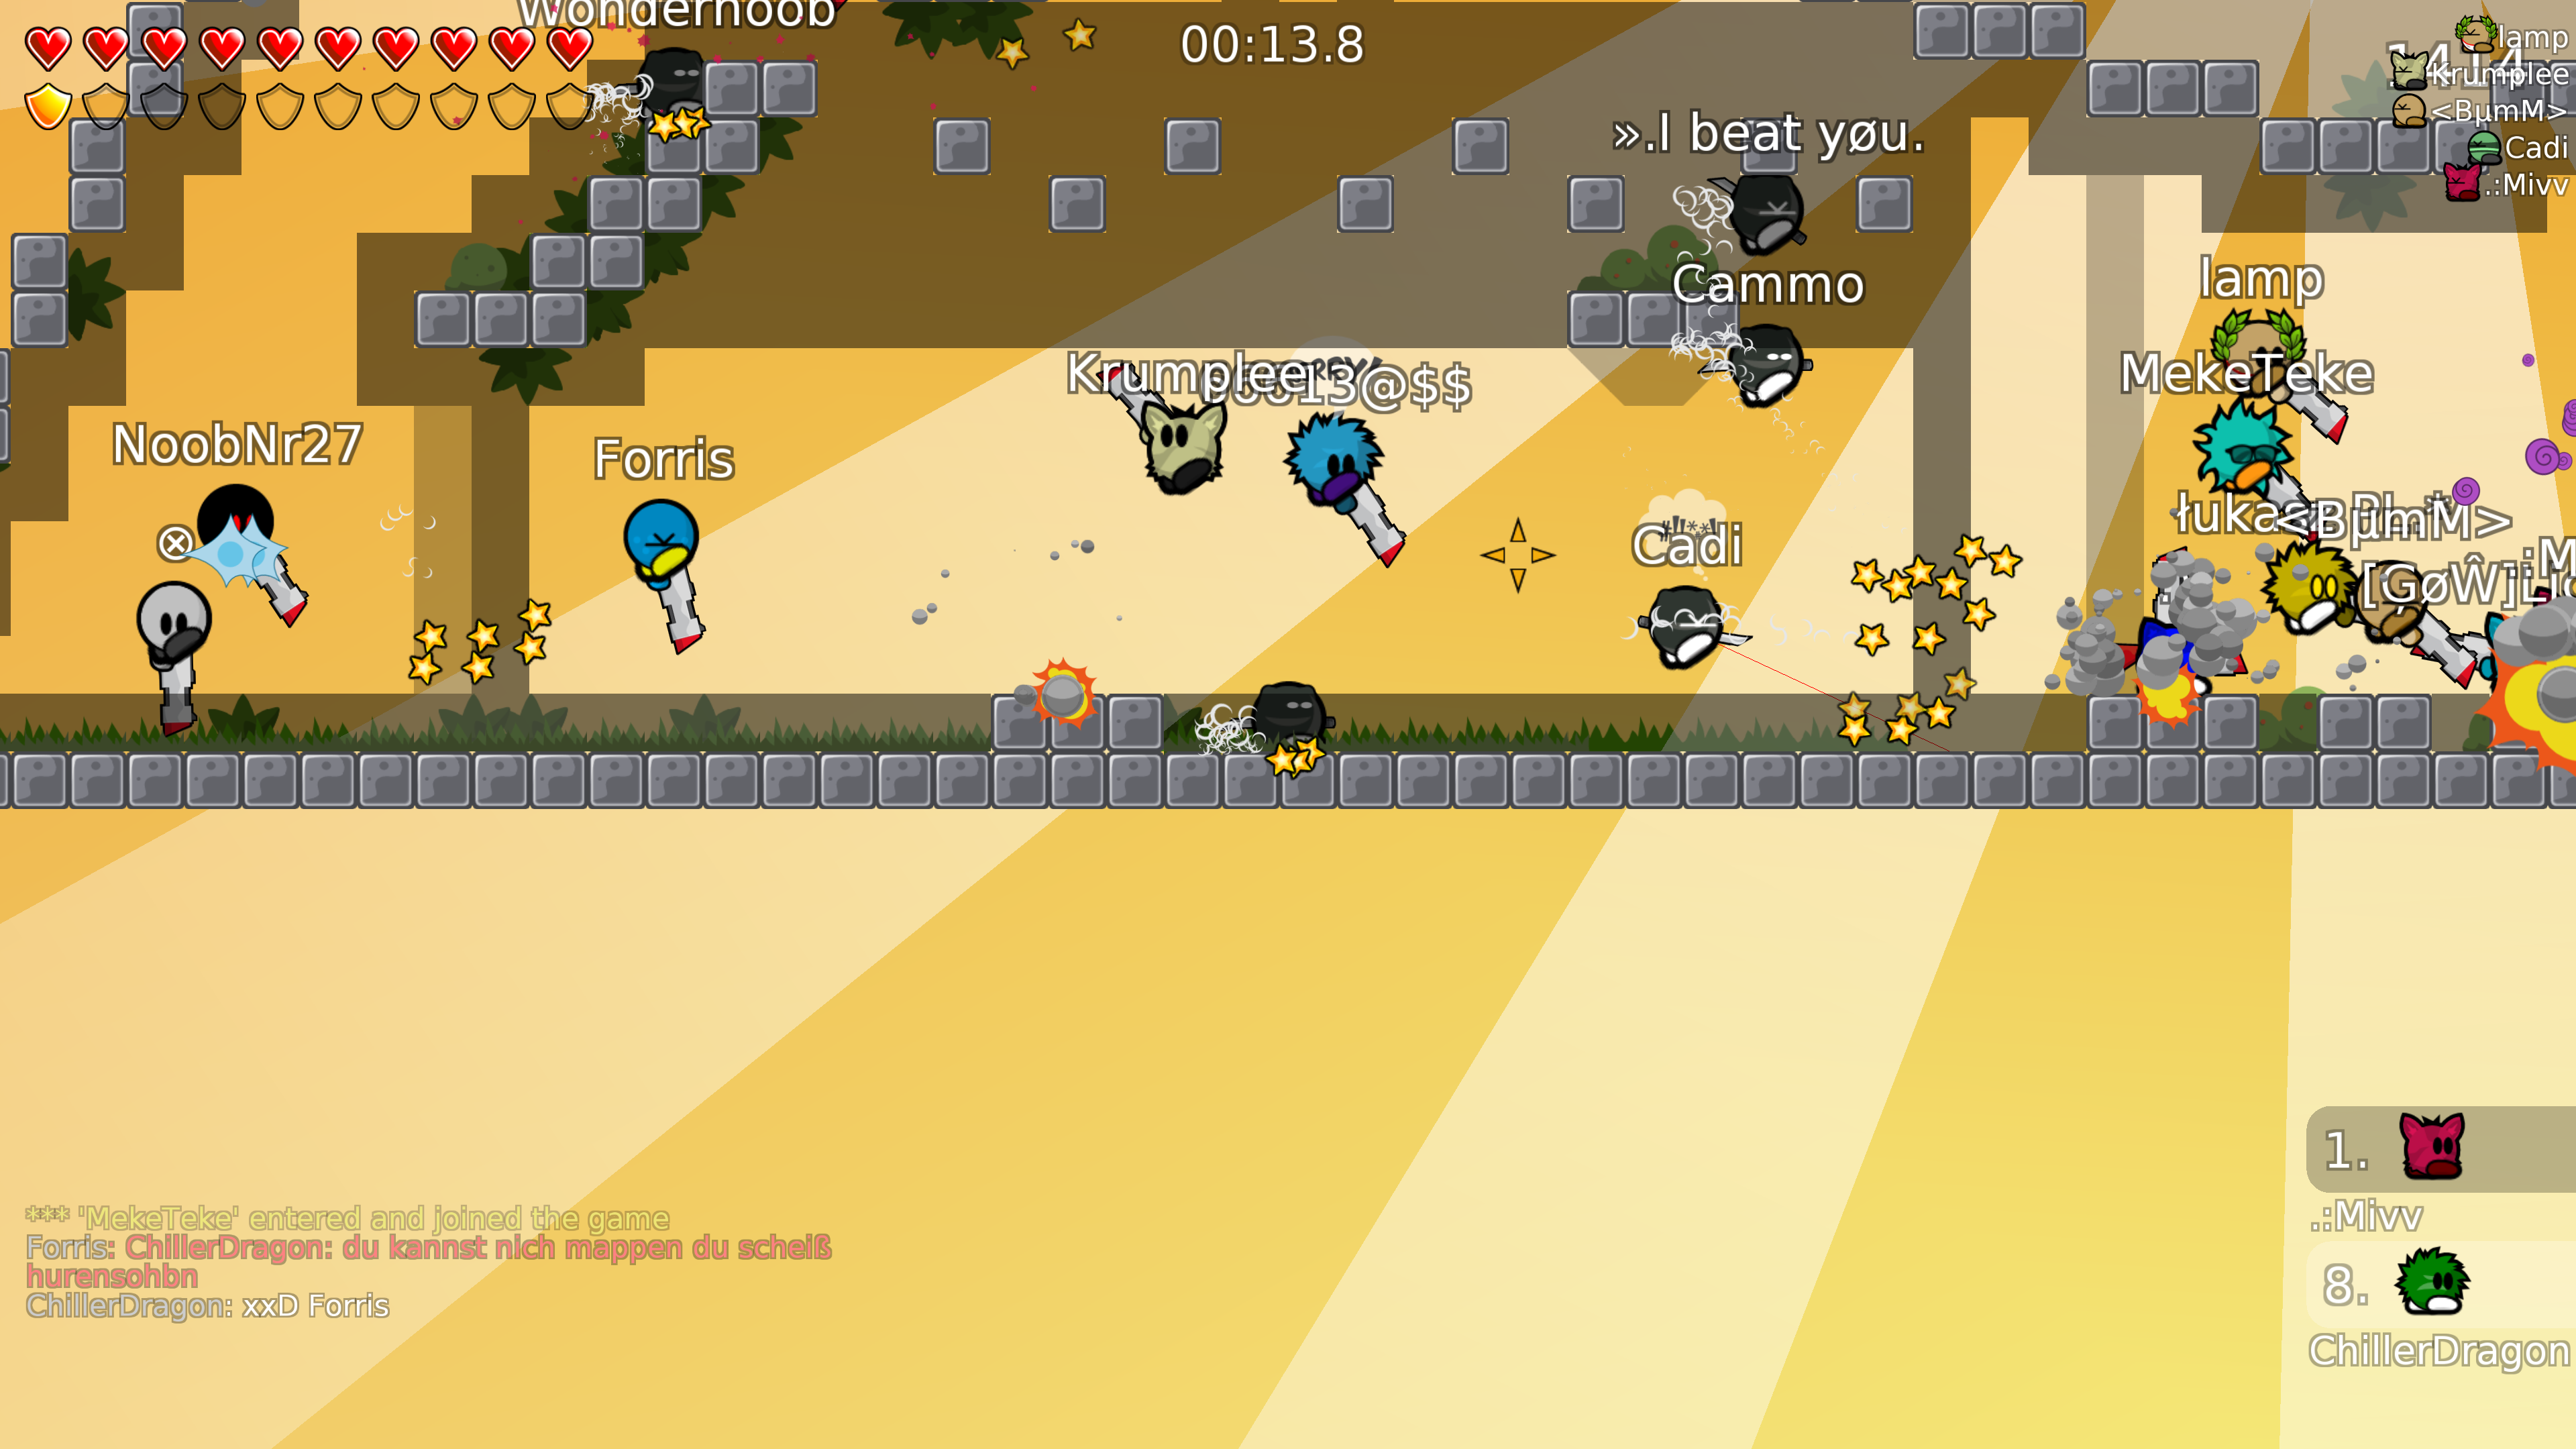 Wonderhoob
00:13.8
lamp
Krumplee
<BµmM>
Cadi
.:Mivv
».I beat yøu.
Cammo
lamp
MekeTeke
Krumplee
NoobNr27
Forris
Cadi
<BµmM>
1.
.:Mivv
8.
ChillerDragon
*** 'MekeTeke' entered and joined the game
Forris: ChillerDragon: du kannst nich mappen du scheiß
hurensohbn
ChillerDragon: xxD Forris